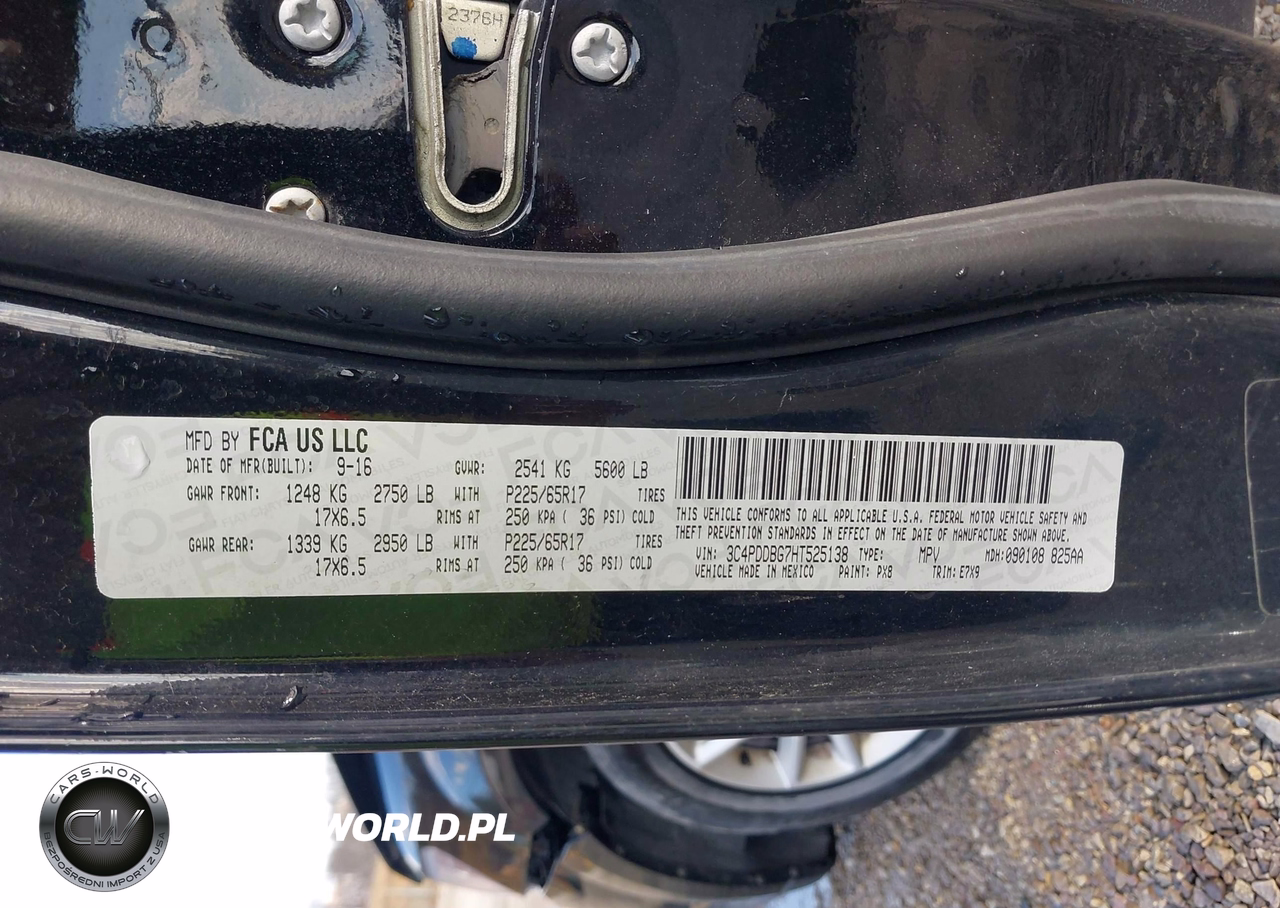 2376H
MFD BY FCA US LLC
DATE OF MFR(BUILT): 9-16 GVWR: 2541 KG 5600 LB
GAWR FRONT: 1248 KG 2750 LB WITH P225/65R17 TIRES
17X6.5 RIMS AT 250 KPA ( 36 PSI) COLD
GAWR REAR: 1339 KG 2950 LB WITH P225/65R17 TIRES
17X6.5 RIMS AT 250 KPA ( 36 PSI) COLD
THIS VEHICLE CONFORMS TO ALL APPLICABLE U.S.A. FEDERAL MOTOR VEHICLE SAFETY AND
THEFT PREVENTION STANDARDS IN EFFECT ON THE DATE OF MANUFACTURE SHOWN ABOVE.
VIN: 3C4PDDBG7HT525138 TYPE: MPV MDH:090108 825AA
VEHICLE MADE IN MEXICO PAINT: PX8 TRIM: E7X9
CARS-WORLD
CW
BEZPOŚREDNI IMPORT Z USA
WORLD.PL